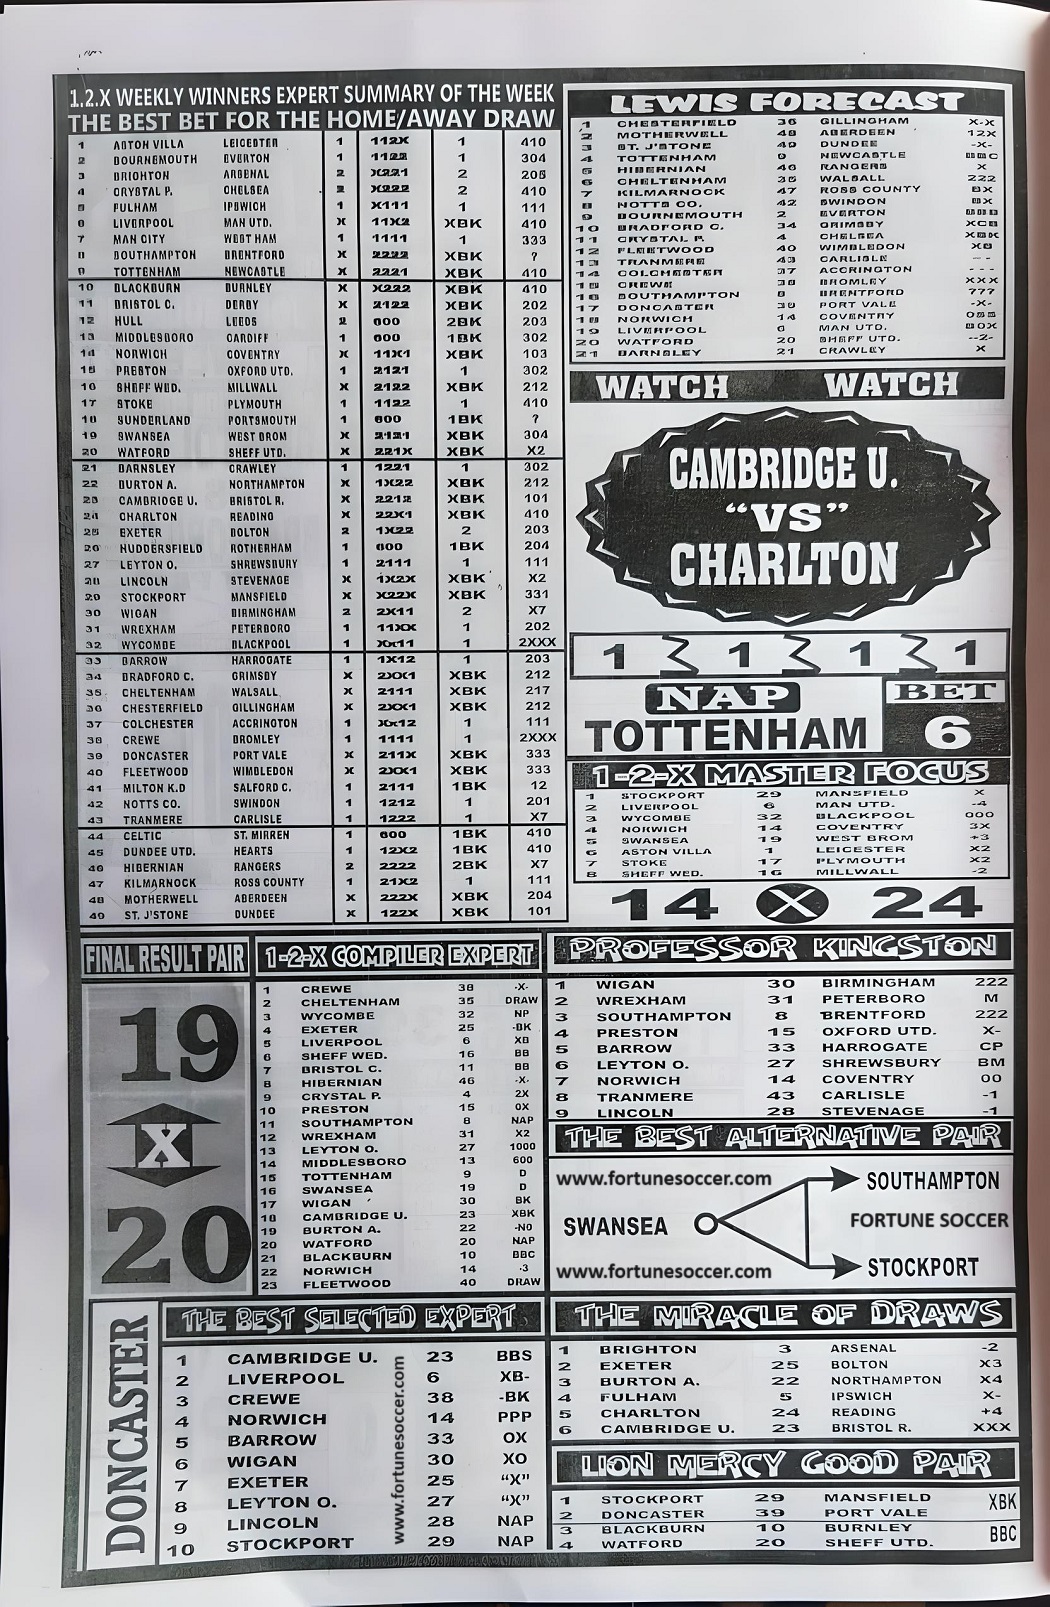 1.2.X WEEKLY WINNERS EXPERT SUMMARY OF THE WEEK
THE BEST BET FOR THE HOME/AWAY DRAW
1 ASTON VILLA LEICESTER 1 112X 1 410
2 BOURNEMOUTH EVERTON 1 1122 1 304
3 BRIGHTON ARSENAL 2 X221 2 205
4 CRYSTAL P. CHELSEA 2 X222 2 410
5 FULHAM IPSWICH 1 X111 1 111
6 LIVERPOOL MAN UTD. X 11X2 XBK 410
7 MAN CITY WEST HAM 1 1111 1 333
8 SOUTHAMPTON BRENTFORD X 2222 XBK ?
9 TOTTENHAM NEWCASTLE X 2221 XBK 410
10 BLACKBURN BURNLEY X X222 XBK 410
11 BRISTOL C. DERBY X 2122 XBK 202
12 HULL LEEDS 2 600 2BK 203
13 MIDDLESBORO CARDIFF 1 600 1BK 302
14 NORWICH COVENTRY X 11X1 XBK 103
15 PRESTON OXFORD UTD. 1 2121 1 302
16 SHEFF WED. MILLWALL X 2122 XBK 212
17 STOKE PLYMOUTH 1 1122 1 410
18 SUNDERLAND PORTSMOUTH 1 600 1BK ?
19 SWANSEA WEST BROM X 2121 XBK 304
20 WATFORD SHEFF UTD. X 221X XBK X2
21 BARNSLEY CRAWLEY 1 1221 1 302
22 BURTON A. NORTHAMPTON X 1X22 XBK 212
23 CAMBRIDGE U. BRISTOL R. X 2212 XBK 101
24 CHARLTON READING X 22X1 XBK 410
25 EXETER BOLTON 2 1X22 2 203
26 HUDDERSFIELD ROTHERHAM 1 600 1BK 204
27 LEYTON O. SHREWSBURY 1 2111 1 111
28 LINCOLN STEVENAGE X 1X2X XBK X2
29 STOCKPORT MANSFIELD X X22X XBK 331
30 WIGAN BIRMINGHAM 2 2X11 2 X7
31 WREXHAM PETERBORO 1 11XX 1 202
32 WYCOMBE BLACKPOOL 1 XX11 1 2XXX
33 BARROW HARROGATE 1 1X12 1 203
34 BRADFORD C. GRIMSBY X 2XX1 XBK 212
35 CHELTENHAM WALSALL X 2111 XBK 217
36 CHESTERFIELD GILLINGHAM X 2XX1 XBK 212
37 COLCHESTER ACCRINGTON 1 XX12 1 111
38 CREWE BROMLEY 1 1111 1 2XXX
39 DONCASTER PORT VALE X 211X XBK 333
40 FLEETWOOD WIMBLEDON X 2XX1 XBK 333
41 MILTON K.D SALFORD C. 1 2111 1BK 12
42 NOTTS CO. SWINDON 1 1212 1 201
43 TRANMERE CARLISLE 1 1222 1 X7
44 CELTIC ST. MIRREN 1 600 1BK 410
45 DUNDEE UTD. HEARTS 1 12X2 1BK 410
46 HIBERNIAN RANGERS 2 2222 2BK X7
47 KILMARNOCK ROSS COUNTY 1 21X2 1 111
48 MOTHERWELL ABERDEEN X 222X XBK 204
49 ST. J'STONE DUNDEE X 122X XBK 101
LEWIS FORECAST
1 CHESTERFIELD 36 GILLINGHAM X-X
2 MOTHERWELL 48 ABERDEEN 12X
3 ST. J'STONE 49 DUNDEE -X-
4 TOTTENHAM 9 NEWCASTLE
5 HIBERNIAN 46 RANGERS X
6 CHELTENHAM 35 WALSALL 222
7 KILMARNOCK 47 ROSS COUNTY BX
8 NOTTS CO. 42 SWINDON BX
9 BOURNEMOUTH 2 EVERTON
10 BRADFORD C. 34 GRIMSBY XCB
11 CRYSTAL P. 4 CHELSEA XBK
12 FLEETWOOD 40 WIMBLEDON XB
13 TRANMERE 43 CARLISLE - -
14 COLCHESTER 37 ACCRINGTON - - -
15 CREWE 38 BROMLEY XXX
16 SOUTHAMPTON 8 BRENTFORD 777
17 DONCASTER 39 PORT VALE -X-
18 NORWICH 14 COVENTRY
19 LIVERPOOL 6 MAN UTD. BOX
20 WATFORD 20 SHEFF UTD. --2-
21 BARNSLEY 21 CRAWLEY X
WATCH WATCH
CAMBRIDGE U.
"VS"
CHARLTON
1 1 1 1
NAP
TOTTENHAM
BET
6
1-2-X MASTER FOCUS
1 STOCKPORT 29 MANSFIELD X
2 LIVERPOOL 6 MAN UTD. -4
3 WYCOMBE 32 BLACKPOOL 000
4 NORWICH 14 COVENTRY 3X
5 SWANSEA 19 WEST BROM +3
6 ASTON VILLA 1 LEICESTER X2
7 STOKE 17 PLYMOUTH X2
8 SHEFF WED. 16 MILLWALL -2
14 X 24
FINAL RESULT PAIR
19
X
20
1-2-X COMPILER EXPERT
1 CREWE 38 -X-
2 CHELTENHAM 35 DRAW
3 WYCOMBE 32 NP
4 EXETER 25 -BK
5 LIVERPOOL 6 XB
6 SHEFF WED. 16 BB
7 BRISTOL C. 11 BB
8 HIBERNIAN 46 -X-
9 CRYSTAL P. 4 2X
10 PRESTON 15 OX
11 SOUTHAMPTON 8 NAP
12 WREXHAM 31 X2
13 LEYTON O. 27 1000
14 MIDDLESBORO 13 600
15 TOTTENHAM 9 D
16 SWANSEA 19 D
17 WIGAN 30 BK
18 CAMBRIDGE U. 23 XBK
19 BURTON A. 22 -N0
20 WATFORD 20 NAP
21 BLACKBURN 10 BBC
22 NORWICH 14 -3
23 FLEETWOOD 40 DRAW
PROFESSOR KINGSTON
1 WIGAN 30 BIRMINGHAM 222
2 WREXHAM 31 PETERBORO M
3 SOUTHAMPTON 8 BRENTFORD 222
4 PRESTON 15 OXFORD UTD. X-
5 BARROW 33 HARROGATE CP
6 LEYTON O. 27 SHREWSBURY BM
7 NORWICH 14 COVENTRY 00
8 TRANMERE 43 CARLISLE -1
9 LINCOLN 28 STEVENAGE -1
THE BEST ALTERNATIVE PAIR
www.fortunesoccer.com
SOUTHAMPTON
SWANSEA
FORTUNE SOCCER
www.fortunesoccer.com
STOCKPORT
DONCASTER
THE BEST SELECTED EXPERT
1 CAMBRIDGE U. 23 BBS
2 LIVERPOOL 6 XB-
3 CREWE 38 -BK
4 NORWICH 14 PPP
5 BARROW 33 OX
6 WIGAN 30 XO
7 EXETER 25 "X"
8 LEYTON O. 27 "X"
9 LINCOLN 28 NAP
10 STOCKPORT 29 NAP
www.fortunesoccer.com
THE MIRACLE OF DRAWS
1 BRIGHTON 3 ARSENAL -2
2 EXETER 25 BOLTON X3
3 BURTON A. 22 NORTHAMPTON X4
4 FULHAM 5 IPSWICH X-
5 CHARLTON 24 READING +4
6 CAMBRIDGE U. 23 BRISTOL R. XXX
LION MERCY GOOD PAIR
1 STOCKPORT 29 MANSFIELD XBK
2 DONCASTER 39 PORT VALE
3 BLACKBURN 10 BURNLEY BBC
4 WATFORD 20 SHEFF UTD.